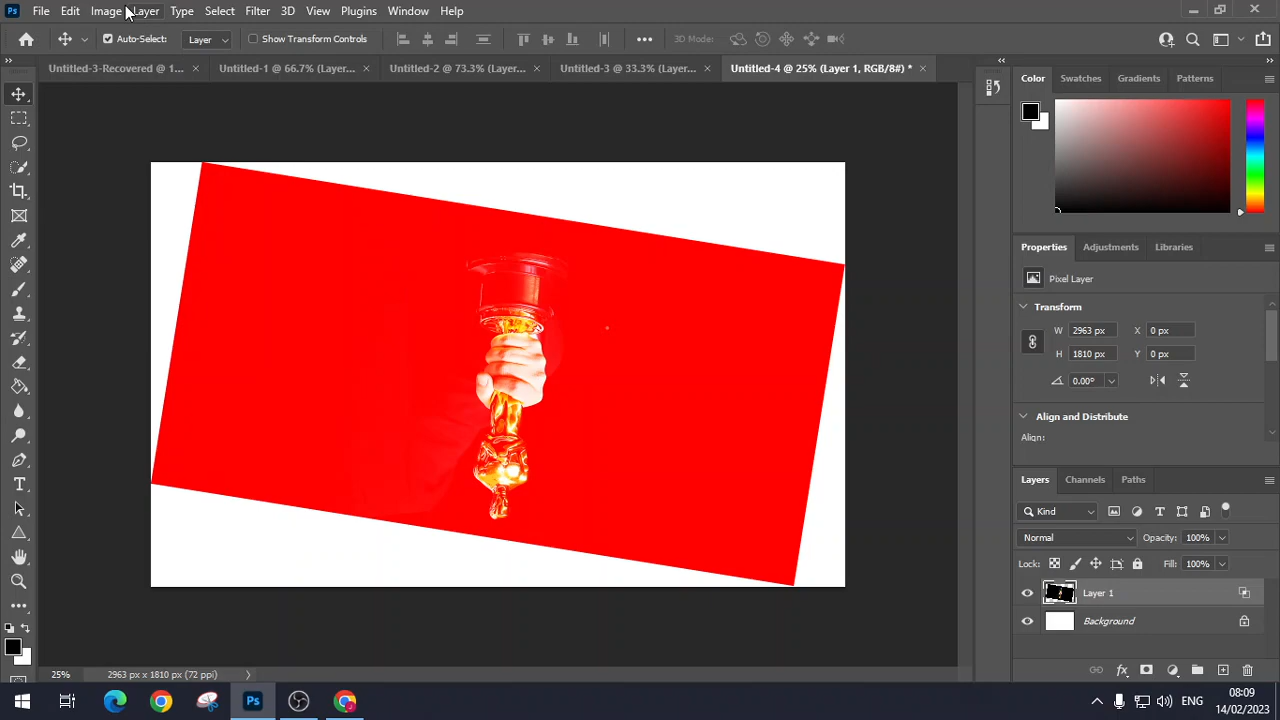 Ps File Edit Image Layer Type Select Filter 3D View Plugins Window Help
Auto-Select: Layer Show Transform Controls 3D Mode:
Untitled-3-Recovered @ 1... Untitled-1 @ 66.7% (Layer... Untitled-2 @ 73.3% (Layer... Untitled-3 @ 33.3% (Layer... Untitled-4 @ 25% (Layer 1, RGB/8#) *
Color Swatches Gradients Patterns
Properties Adjustments Libraries
Pixel Layer
Transform
W 2963 px X 0 px
H 1810 px Y 0 px
0.00°
Align and Distribute
Align:
Layers Channels Paths
Kind
Normal Opacity: 100%
Lock: Fill: 100%
Layer 1
Background
25% 2963 px x 1810 px (72 ppi)
Ps ENG 08:09
14/02/2023